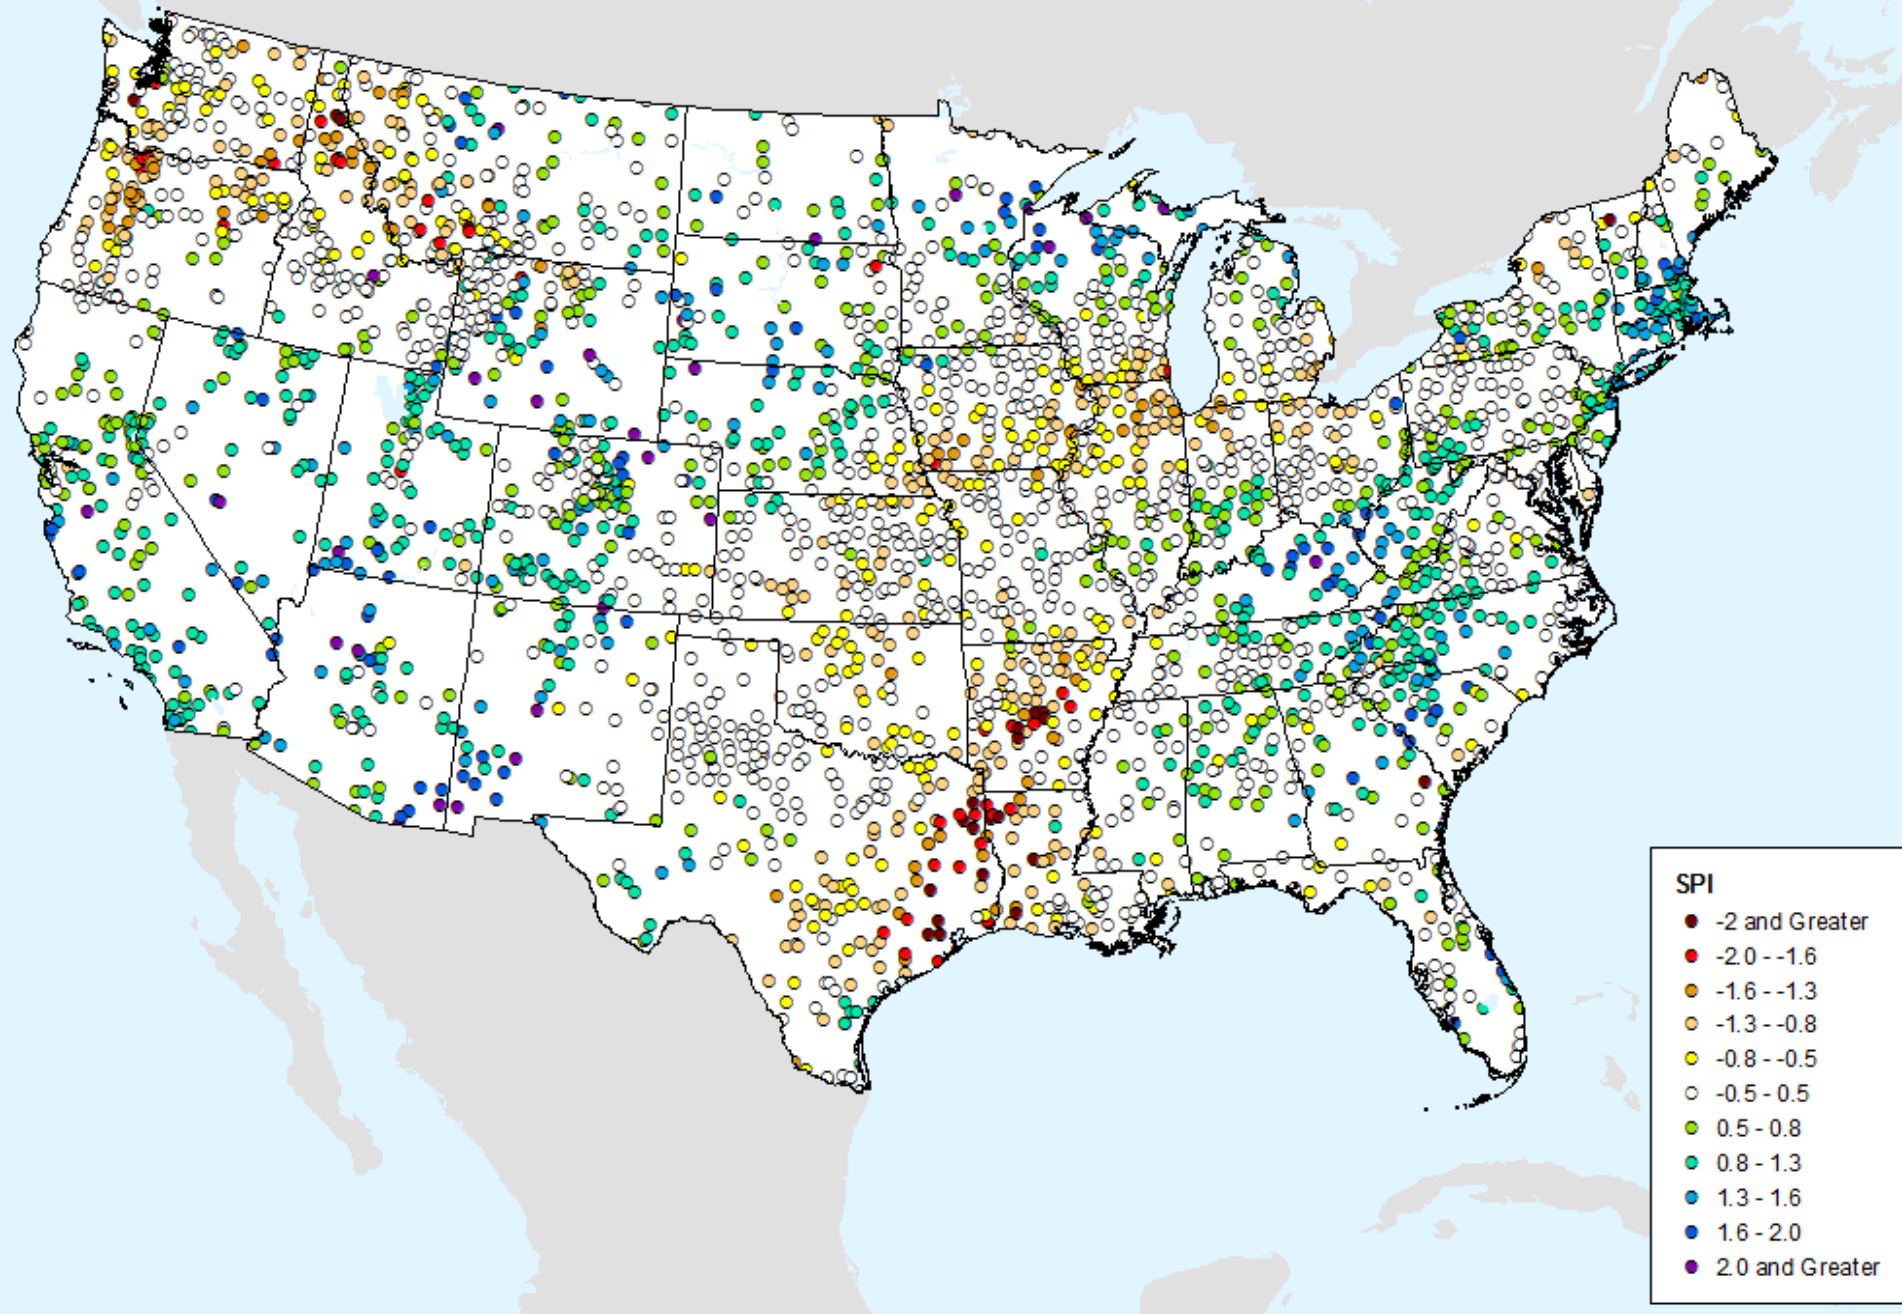 SPI
-2 and Greater
-2.0 - -1.6
-1.6 - -1.3
-1.3 - -0.8
-0.8 - -0.5
-0.5 - 0.5
0.5 - 0.8
0.8 - 1.3
1.3 - 1.6
1.6 - 2.0
2.0 and Greater